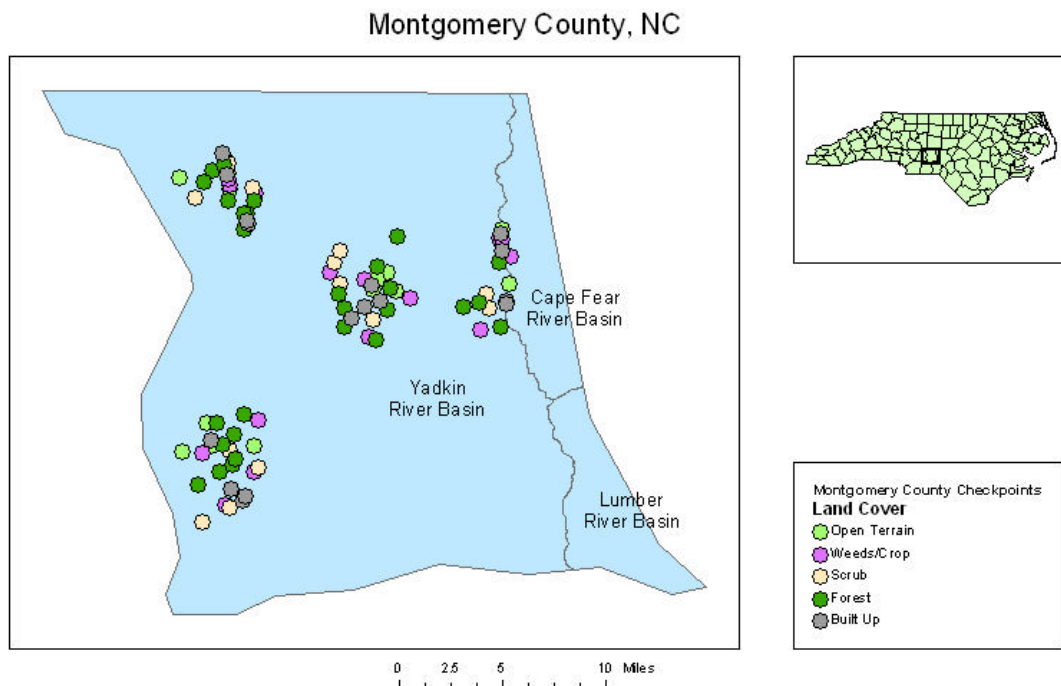 Montgomery County, NC
Cape Fear
River Basin
Yadkin
River Basin
Lumber
River Basin
Montgomery County Checkpoints
Land Cover
Open Terrain
Weeds/Crop
Scrub
Forest
Built Up
0 2.5 5 10 Miles